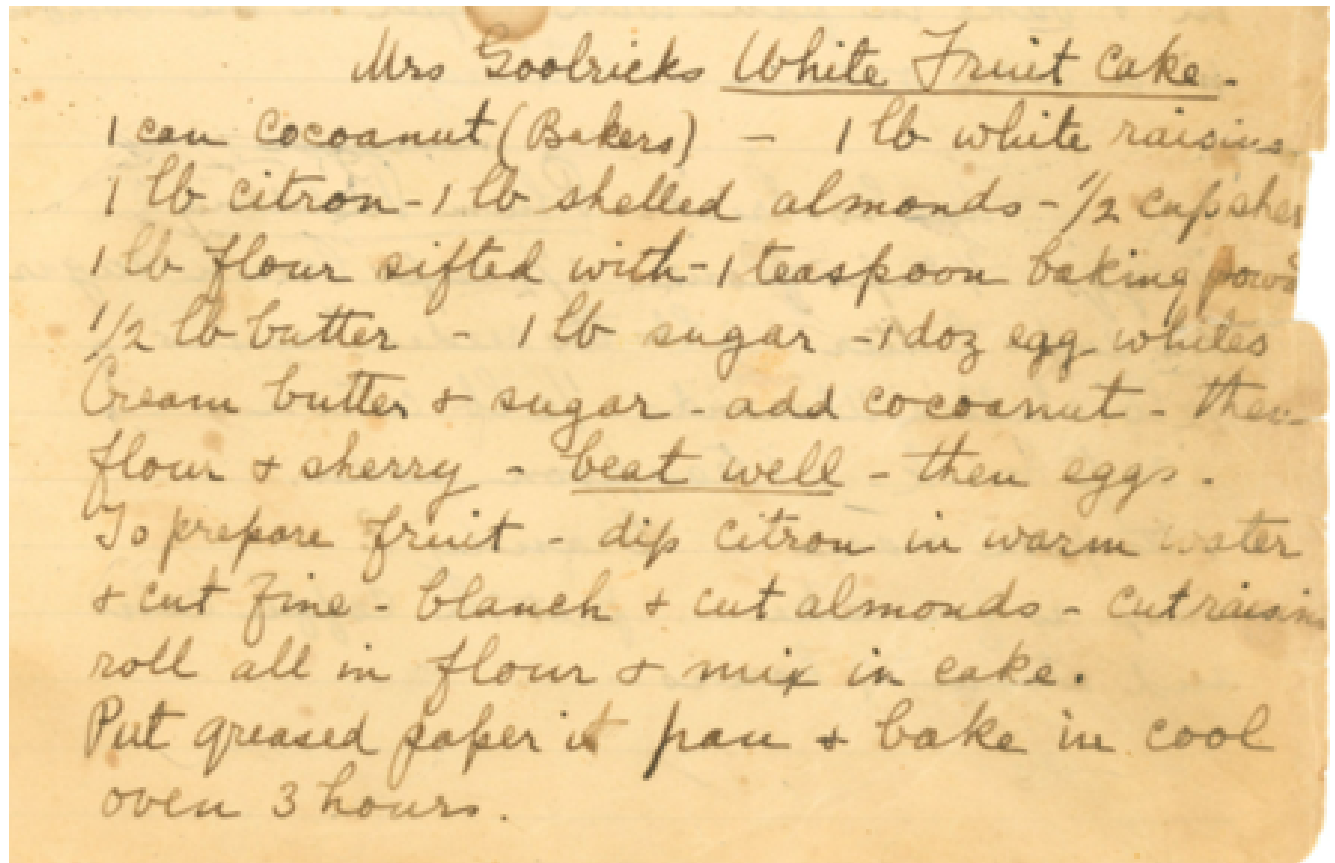 Mrs Goolricks White Fruit Cake.
1 can Cocoanut (Bakers) - 1 lb white raisins
1 lb citron - 1 lb shelled almonds - 1/2 cup sher
1 lb flour sifted with - 1 teaspoon baking powd
1/2 lb butter - 1 lb sugar - 1 doz egg whites
Cream butter + sugar - add cocoanut - then
flour + sherry - beat well - then eggs.
To prepare fruit - dip citron in warm water
+ cut fine - blanch + cut almonds - cut raisins
roll all in flour + mix in cake.
Put greased paper in pan + bake in cool
oven 3 hours.